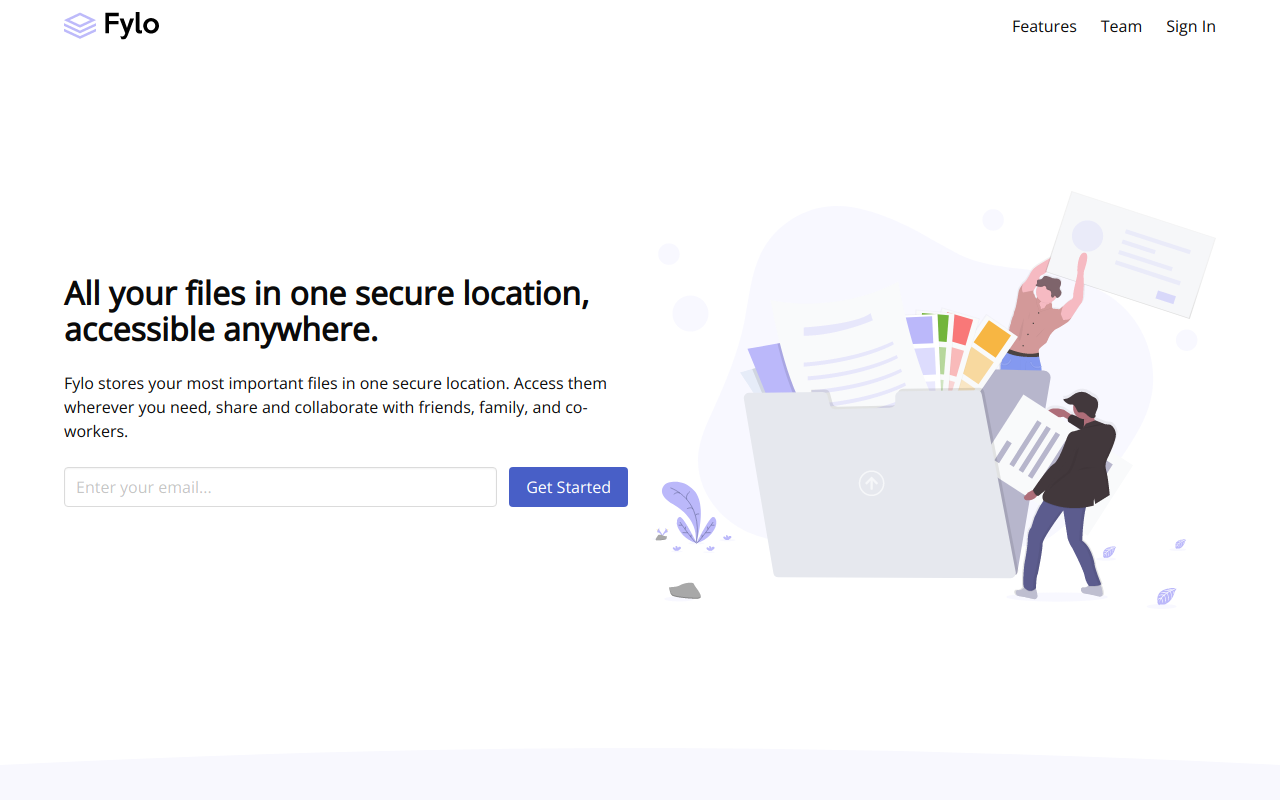 Fylo
Features
Team
Sign In
All your files in one secure location,
accessible anywhere.
Fylo stores your most important files in one secure location. Access them
wherever you need, share and collaborate with friends, family, and co-
workers.
Enter your email...
Get Started